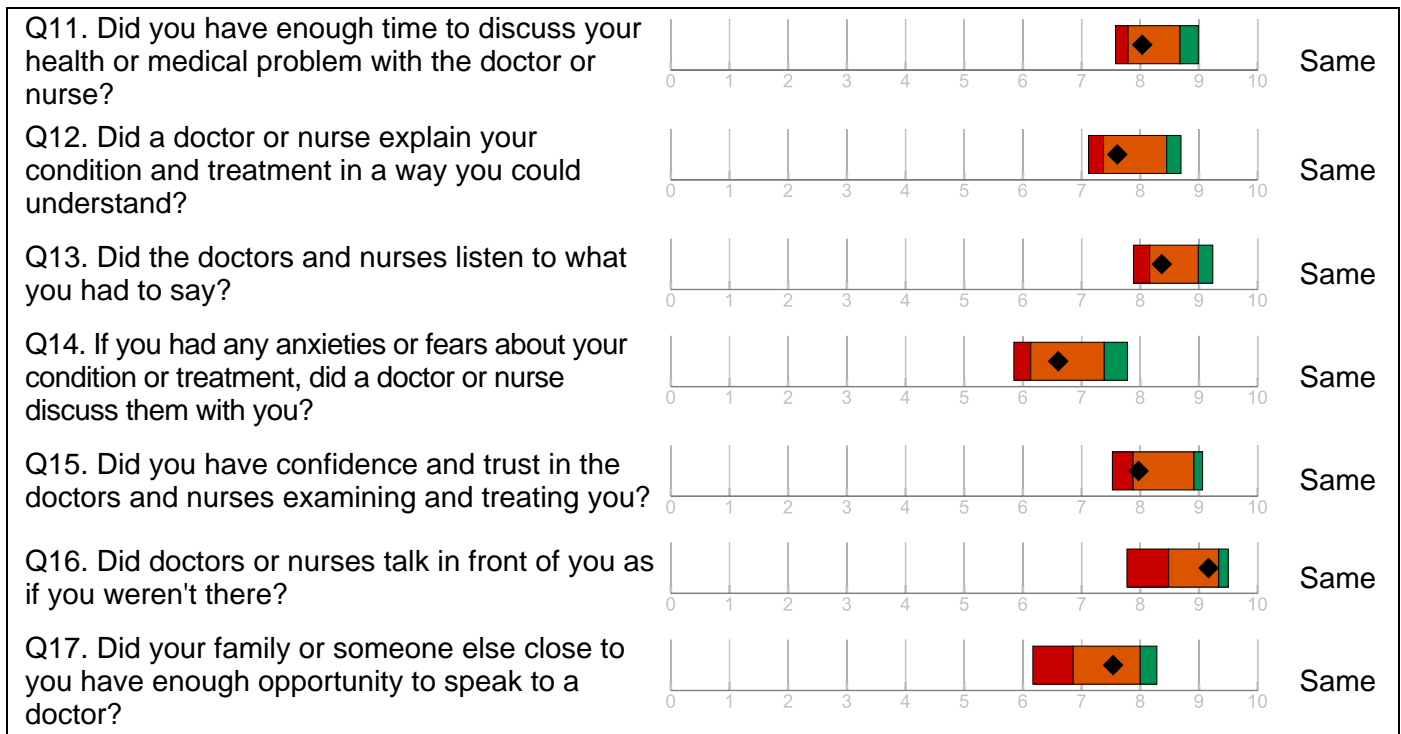 Q11. Did you have enough time to discuss your
health or medical problem with the doctor or
nurse?
0 1 2 3 4 5 6 7 8 9 10
Same
Q12. Did a doctor or nurse explain your
condition and treatment in a way you could
understand?
0 1 2 3 4 5 6 7 8 9 10
Same
Q13. Did the doctors and nurses listen to what
you had to say?
0 1 2 3 4 5 6 7 8 9 10
Same
Q14. If you had any anxieties or fears about your
condition or treatment, did a doctor or nurse
discuss them with you?
0 1 2 3 4 5 6 7 8 9 10
Same
Q15. Did you have confidence and trust in the
doctors and nurses examining and treating you?
0 1 2 3 4 5 6 7 8 9 10
Same
Q16. Did doctors or nurses talk in front of you as
if you weren't there?
0 1 2 3 4 5 6 7 8 9 10
Same
Q17. Did your family or someone else close to
you have enough opportunity to speak to a
doctor?
0 1 2 3 4 5 6 7 8 9 10
Same